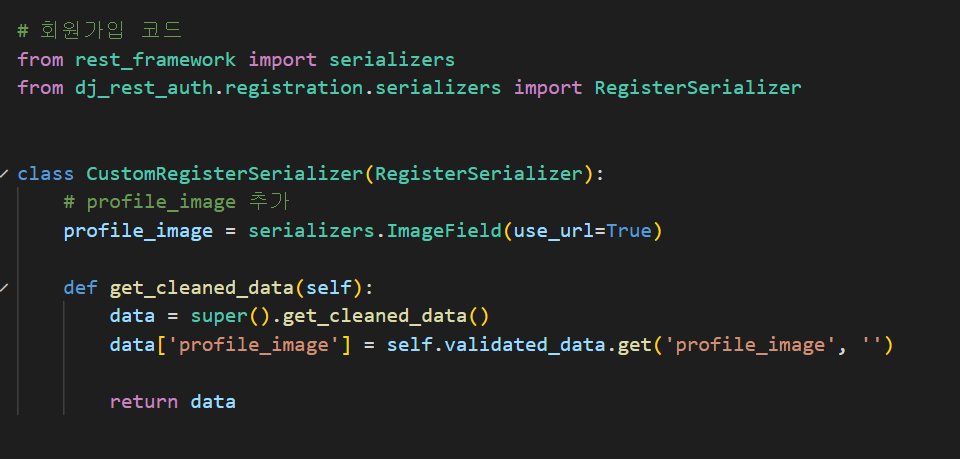 # 회원가입 코드
from rest_framework import serializers
from dj_rest_auth.registration.serializers import RegisterSerializer
class CustomRegisterSerializer(RegisterSerializer):
# profile_image 추가
profile_image = serializers.ImageField(use_url=True)
def get_cleaned_data(self):
data = super().get_cleaned_data()
data['profile_image'] = self.validated_data.get('profile_image', '')
return data